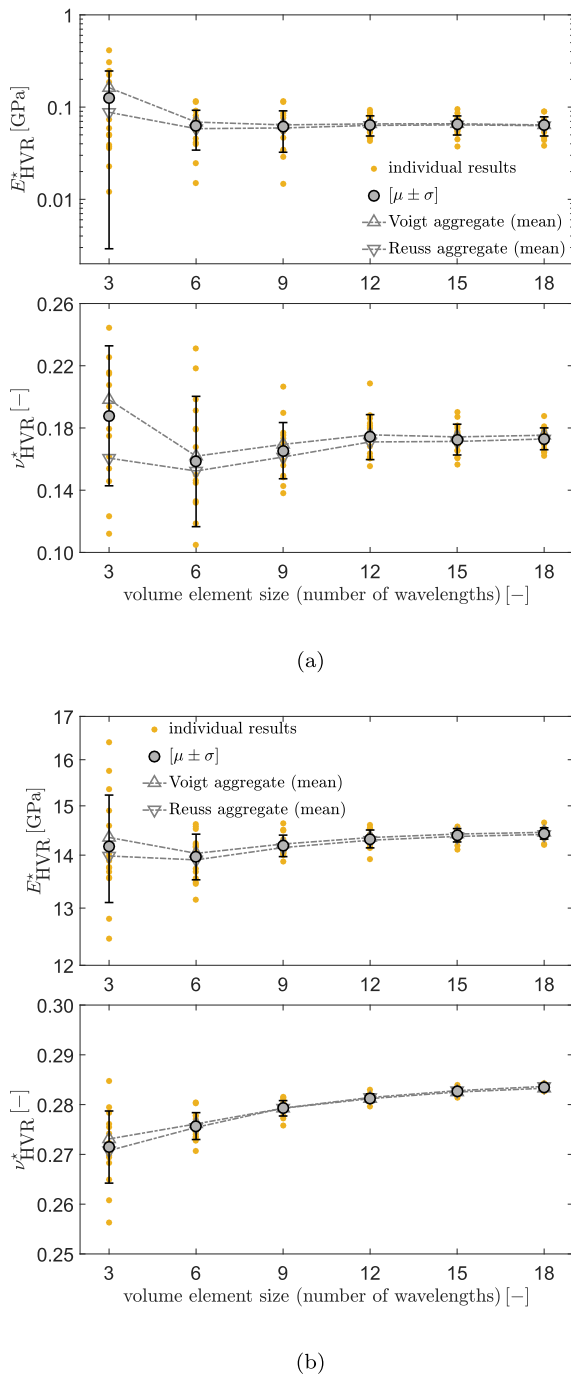 1
0.1
0.01
E*HVR [GPa]
individual results
[μ ± σ]
Voigt aggregate (mean)
Reuss aggregate (mean)
3 6 9 12 15 18
0.26
0.22
0.18
0.14
0.10
ν*HVR [−]
3 6 9 12 15 18
volume element size (number of wavelengths) [−]
(a)
17
16
15
14
13
12
E*HVR [GPa]
individual results
[μ ± σ]
Voigt aggregate (mean)
Reuss aggregate (mean)
3 6 9 12 15 18
0.30
0.29
0.28
0.27
0.26
0.25
ν*HVR [−]
3 6 9 12 15 18
volume element size (number of wavelengths) [−]
(b)